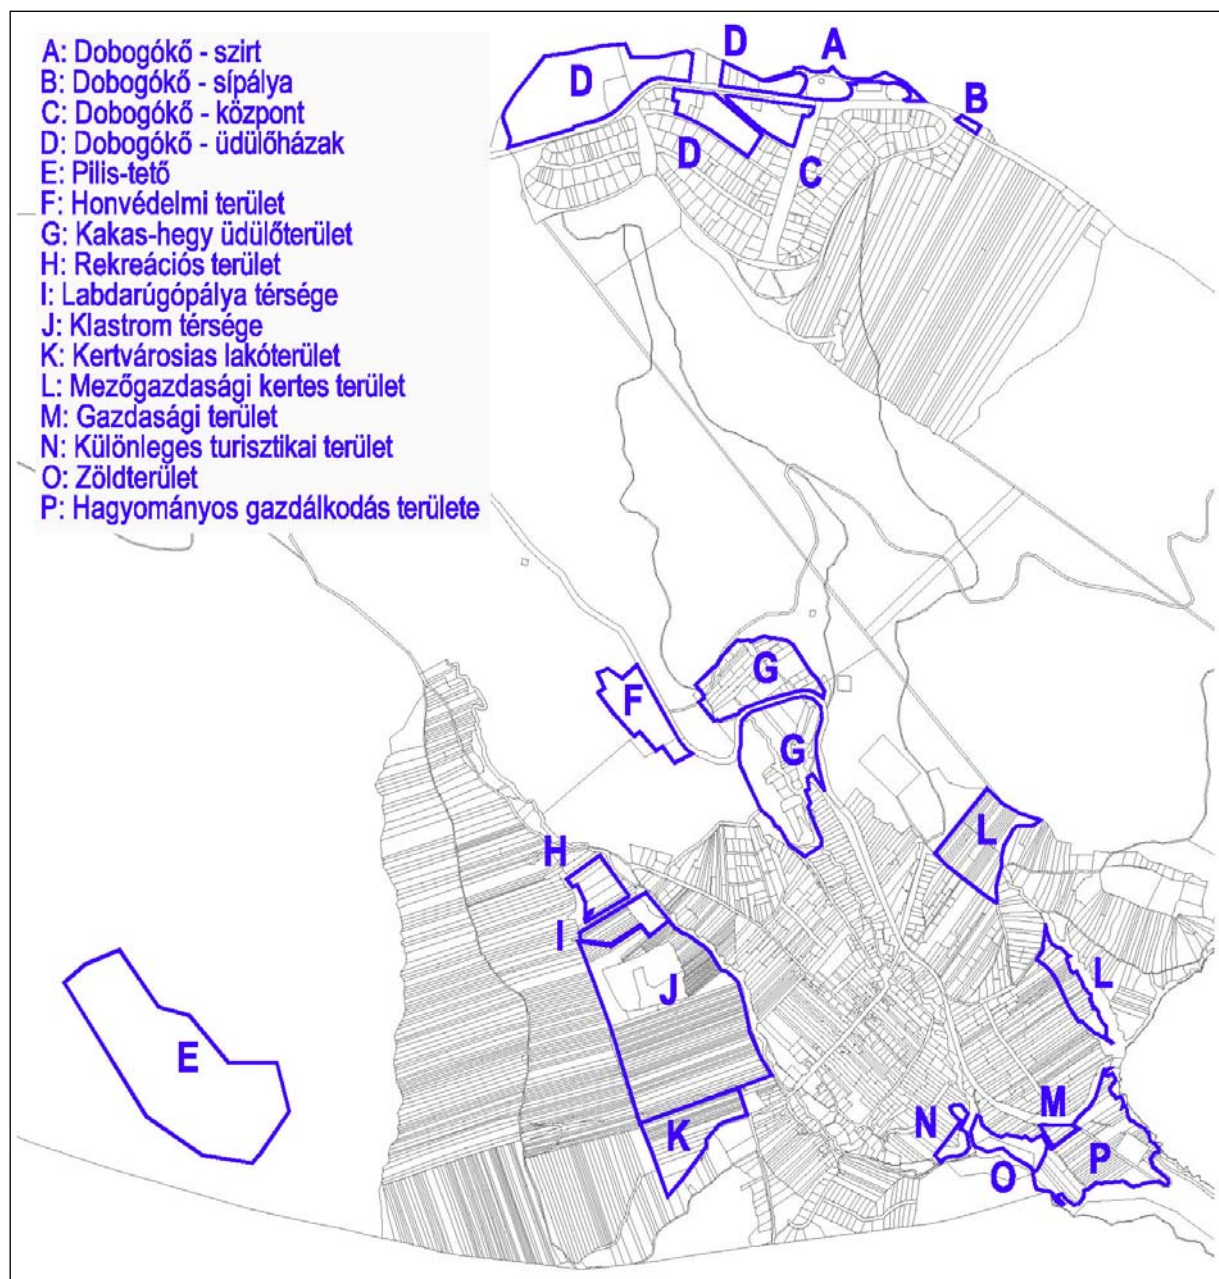 A: Dobogókő - szirt
B: Dobogókő - sípálya
C: Dobogókő - központ
D: Dobogókő - üdülőházak
E: Pilis-tető
F: Honvédelmi terület
G: Kakas-hegy üdülőterület
H: Rekreációs terület
I: Labdarúgópálya térsége
J: Klastrom térsége
K: Kertvárosias lakóterület
L: Mezőgazdasági kertes terület
M: Gazdasági terület
N: Különleges turisztikai terület
O: Zöldterület
P: Hagyományos gazdálkodás területe
D
A
D
B
D
C
G
F
G
L
H
I
L
J
E
M
N
K
P
O